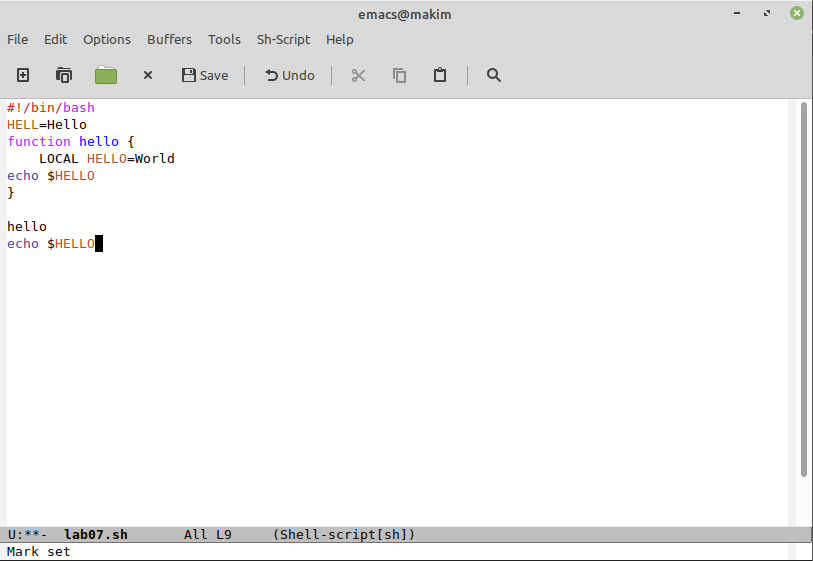 emacs@makim
File Edit Options Buffers Tools Sh-Script Help
Save Undo
#!/bin/bash
HELL=Hello
function hello {
    LOCAL HELLO=World
echo $HELLO
}

hello
echo $HELLO
U:**-  lab07.sh       All L9     (Shell-script[sh])
Mark set